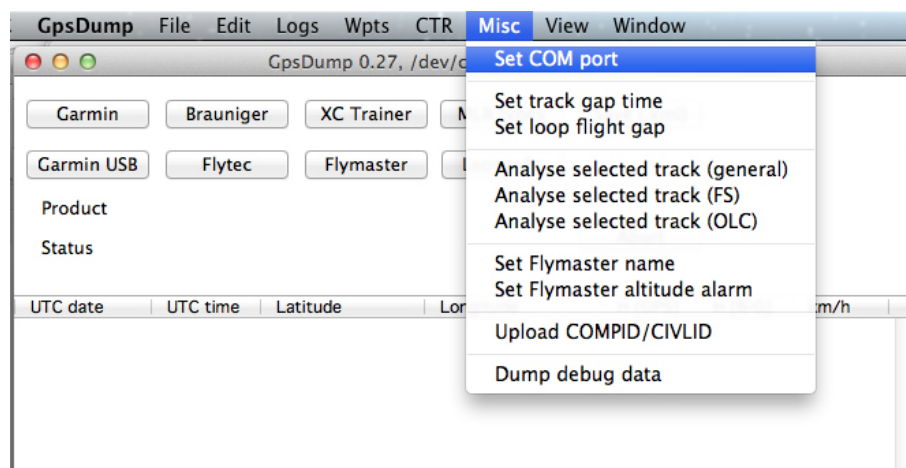 GpsDump File Edit Logs Wpts CTR Misc View Window
GpsDump 0.27, /dev/c
Set COM port
Garmin Brauniger XC Trainer
Set track gap time
Set loop flight gap
Garmin USB Flytec Flymaster
Analyse selected track (general)
Analyse selected track (FS)
Analyse selected track (OLC)
Product
Status
Set Flymaster name
Set Flymaster altitude alarm
UTC date UTC time Latitude km/h
Upload COMPID/CIVLID
Dump debug data